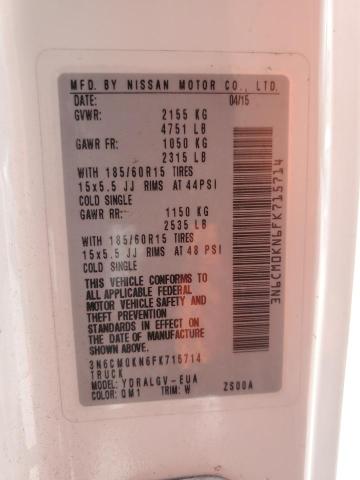 MFD. BY NISSAN MOTOR CO., LTD.
DATE: 04/15
GVWR: 2155 KG
4751 LB
GAWR FR: 1050 KG
2315 LB
WITH 185/60R15 TIRES
15x5.5 JJ RIMS AT 44PSI
COLD SINGLE
GAWR RR: 1150 KG
2535 LB
WITH 185/60R15 TIRES
15x5.5 JJ RIMS AT 48 PSI
COLD SINGLE
THIS VEHICLE CONFORMS TO
ALL APPLICABLE FEDERAL
MOTOR VEHICLE SAFETY AND
THEFT PREVENTION
STANDARDS IN EFFECT ON THE
DATE OF MANUFACTURE
SHOWN ABOVE.
3N6CM0KN6FK715714
TRUCK
MODEL: YDRALGV-EUA
COLOR: QM1 TRIM: W ZS00A
3N6CM0KN6FK715714